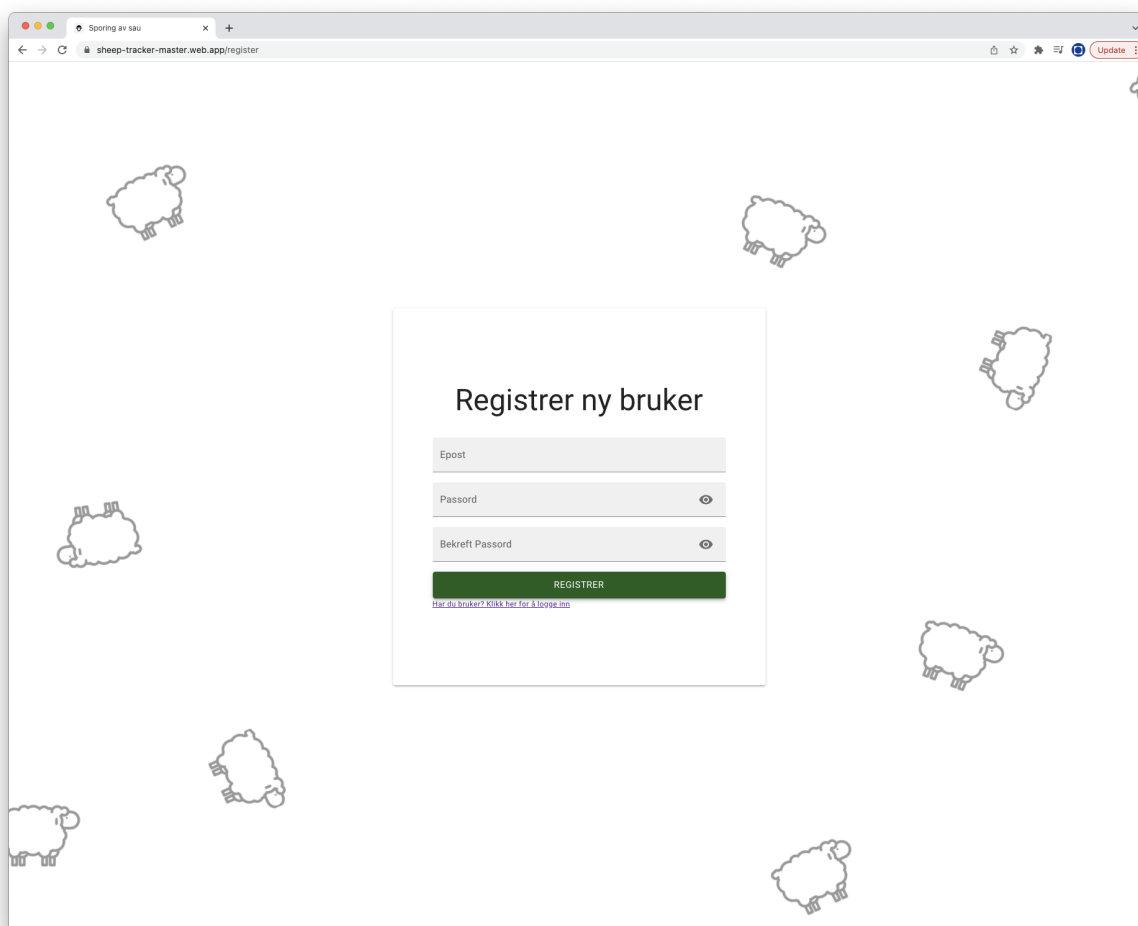 Sporing av sau
sheep-tracker-master.web.app/register
Update
Registrer ny bruker
Epost
Passord
Bekreft Passord
REGISTRER
Har du bruker? Klikk her for å logge inn